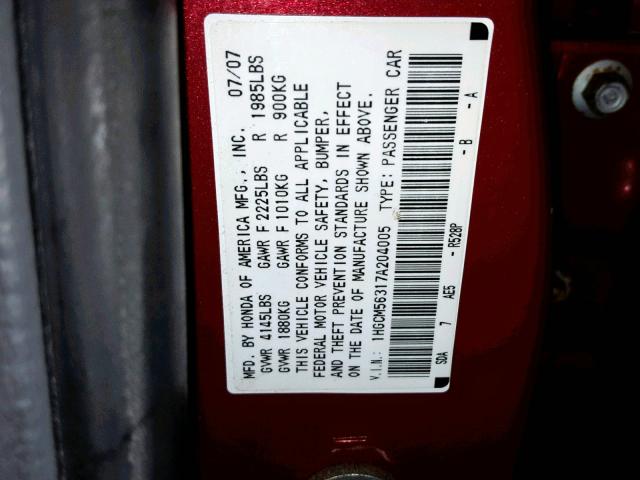 MFD. BY HONDA OF AMERICA MFG., INC. 07/07
GVWR 4145LBS GAWR F 2225LBS R 1985LBS
GVWR 1880KG GAWR F 1010KG R 900KG
THIS VEHICLE CONFORMS TO ALL APPLICABLE
FEDERAL MOTOR VEHICLE SAFETY, BUMPER,
AND THEFT PREVENTION STANDARDS IN EFFECT
ON THE DATE OF MANUFACTURE SHOWN ABOVE.
V.I.N.: 1HGCM56317A204005 TYPE: PASSENGER CAR
SDA 7 AE5 - R528P - B - A